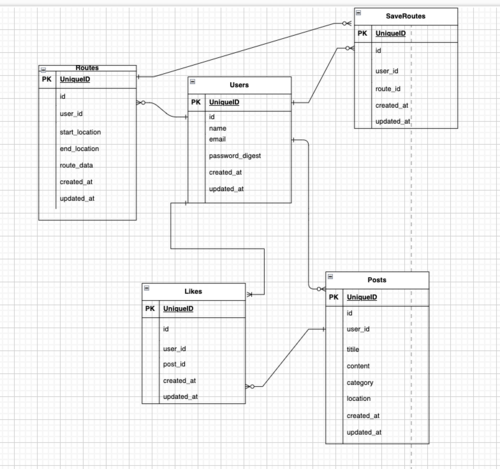 SaveRoutes
PK UniqueID
id
user_id
route_id
created_at
updated_at
Routes
PK UniqueID
id
user_id
start_location
end_location
route_data
created_at
updated_at
Users
PK UniqueID
id
name
email
password_digest
created_at
updated_at
Likes
PK UniqueID
id
user_id
post_id
created_at
updated_at
Posts
PK UniqueID
id
user_id
titile
content
category
location
created_at
updated_at